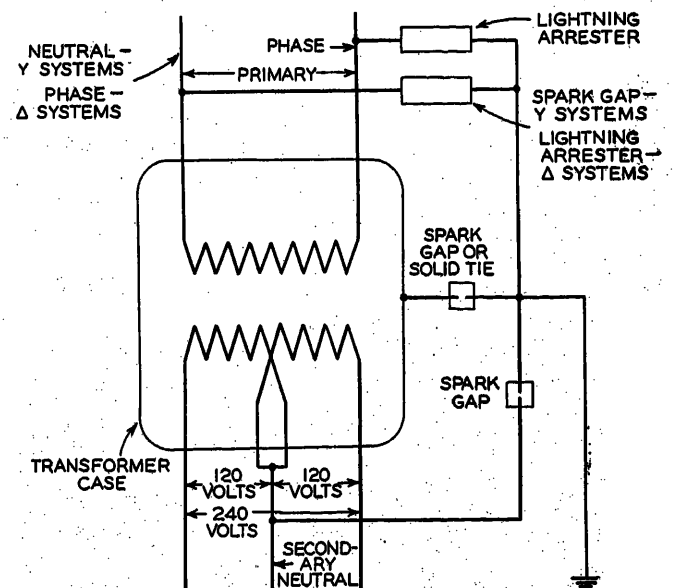 LIGHTNING
ARRESTER
NEUTRAL –
Y SYSTEMS
PHASE –
Δ SYSTEMS
PHASE
PRIMARY
SPARK GAP –
Y SYSTEMS
LIGHTNING
ARRESTER –
Δ SYSTEMS
SPARK
GAP OR
SOLID TIE
SPARK
GAP
TRANSFORMER
CASE
120
VOLTS
120
VOLTS
240
VOLTS
SECOND-
ARY
NEUTRAL